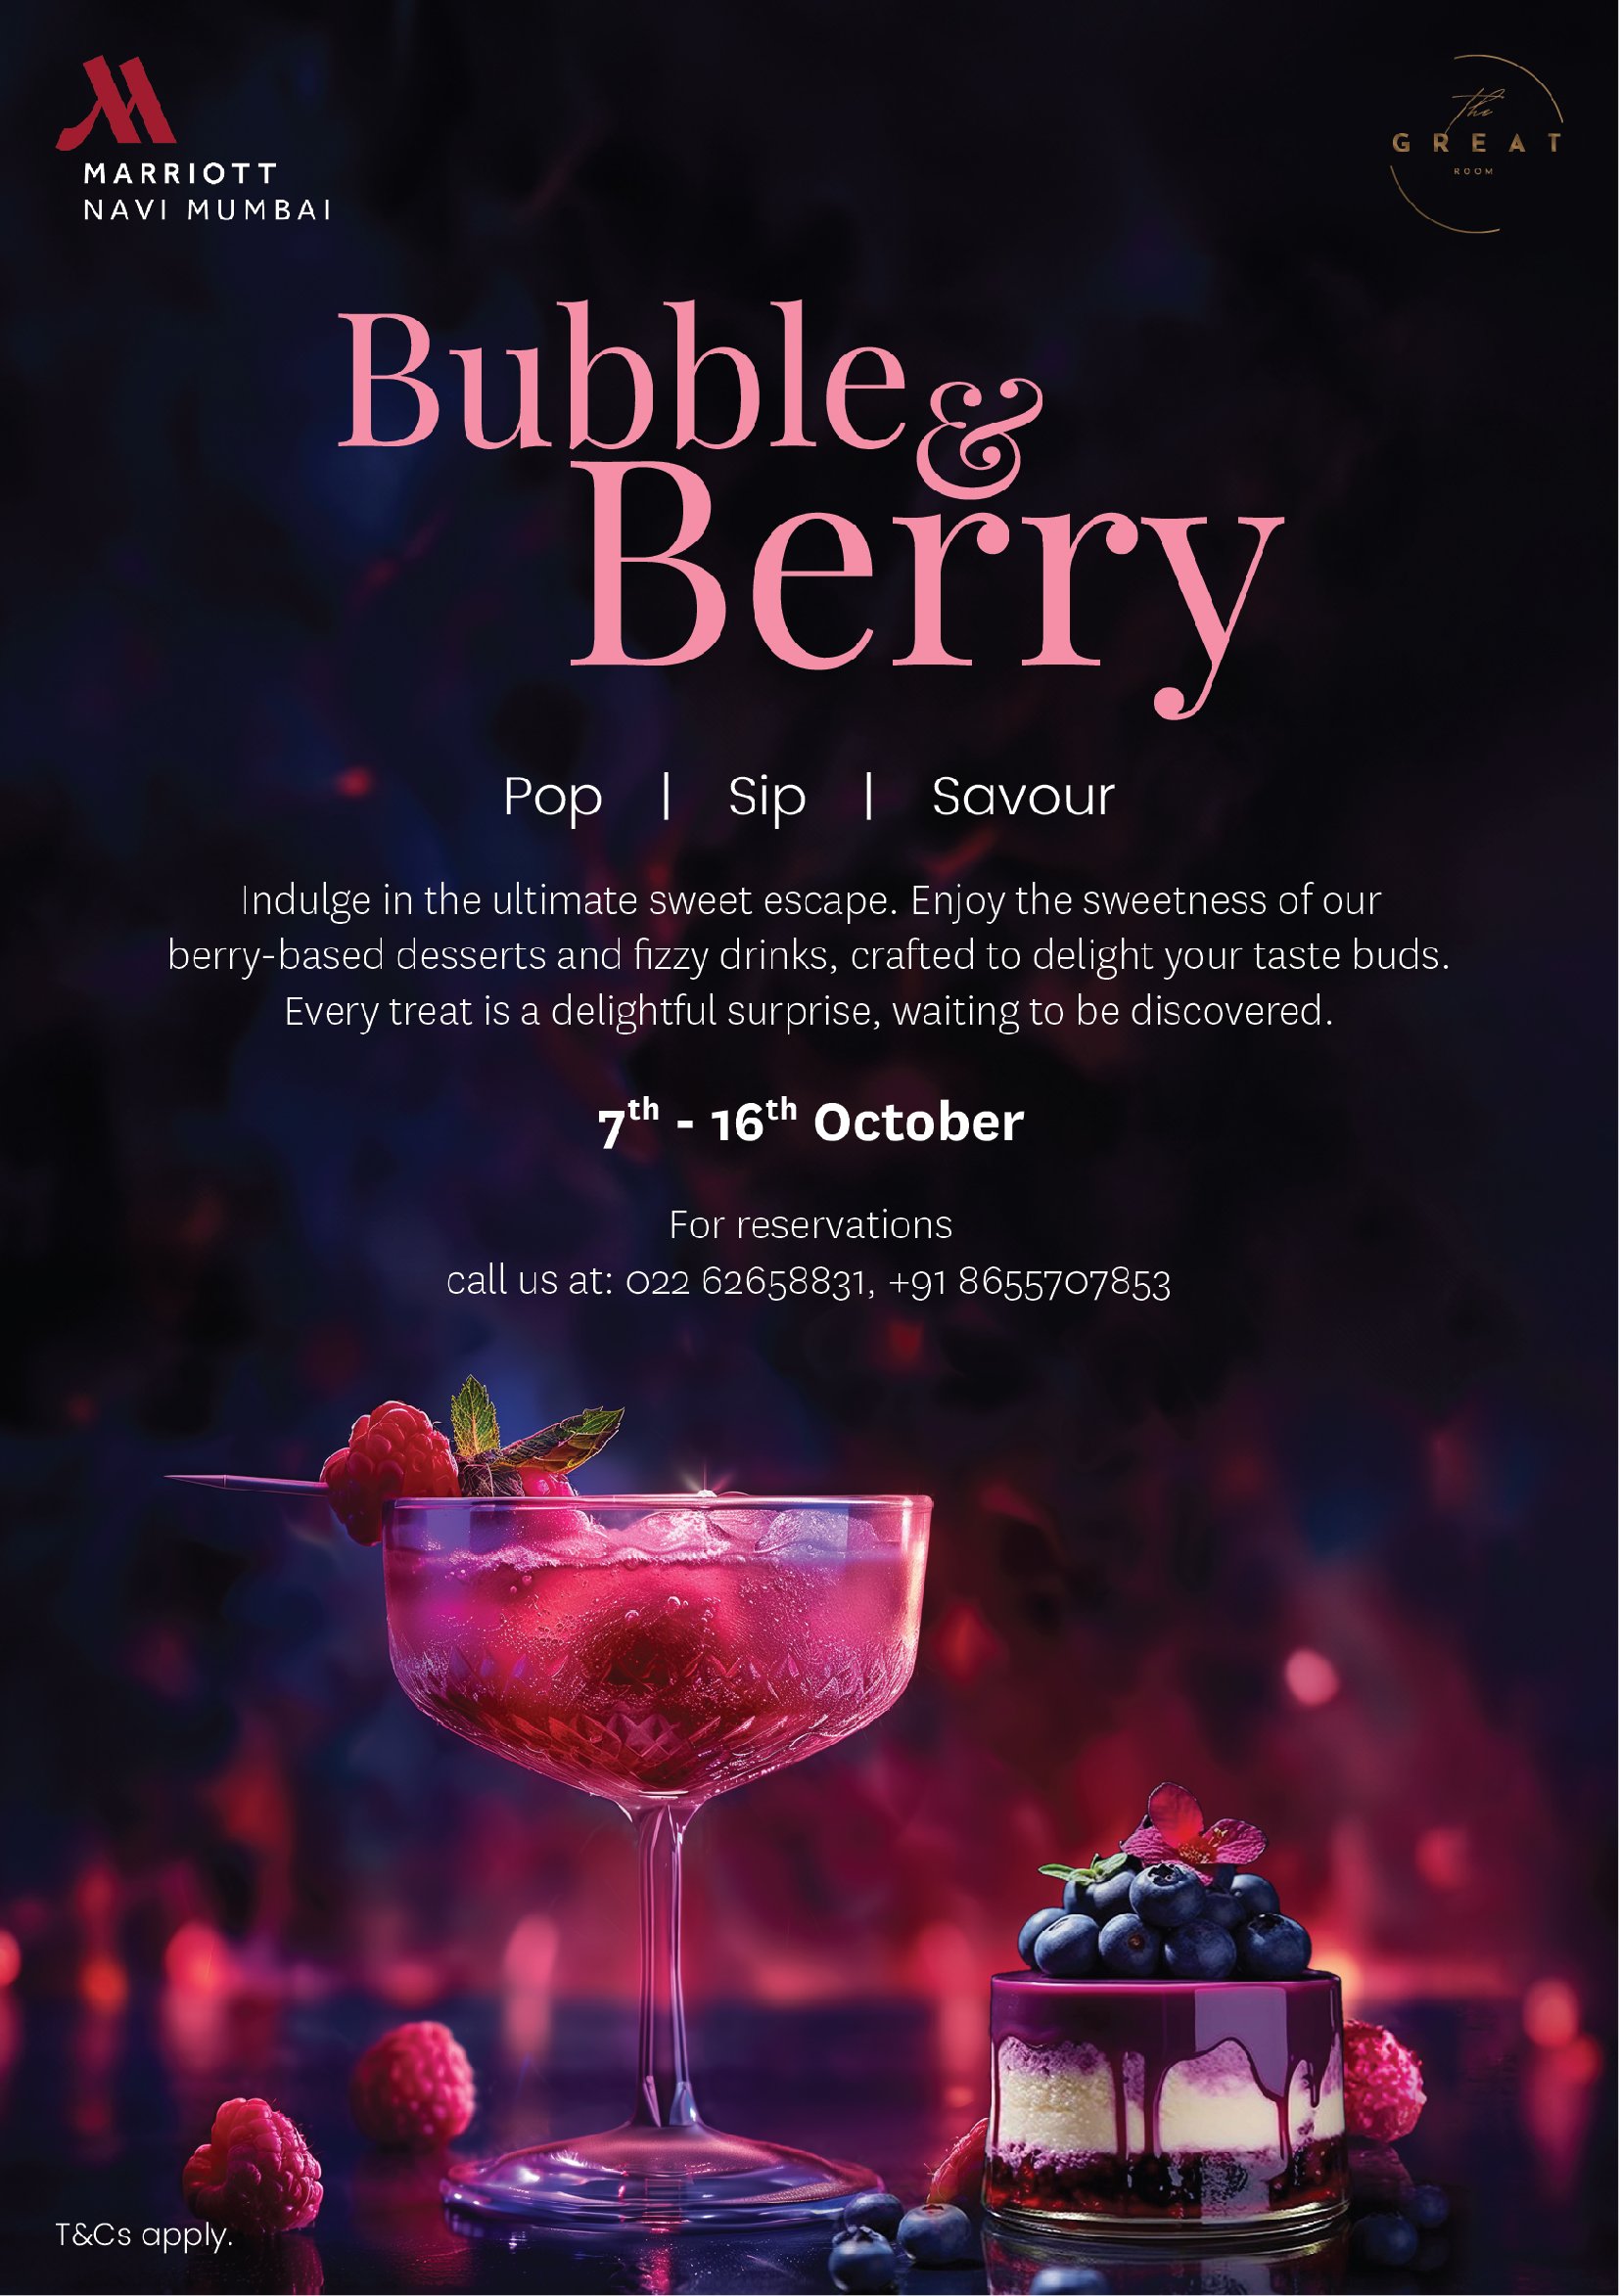 MARRIOTT
NAVI MUMBAI
the
GREAT
ROOM
Bubble &
Berry
Pop | Sip | Savour
Indulge in the ultimate sweet escape. Enjoy the sweetness of our
berry-based desserts and fizzy drinks, crafted to delight your taste buds.
Every treat is a delightful surprise, waiting to be discovered.
7th - 16th October
For reservations
call us at: 022 62658831, +91 8655707853
T&Cs apply.